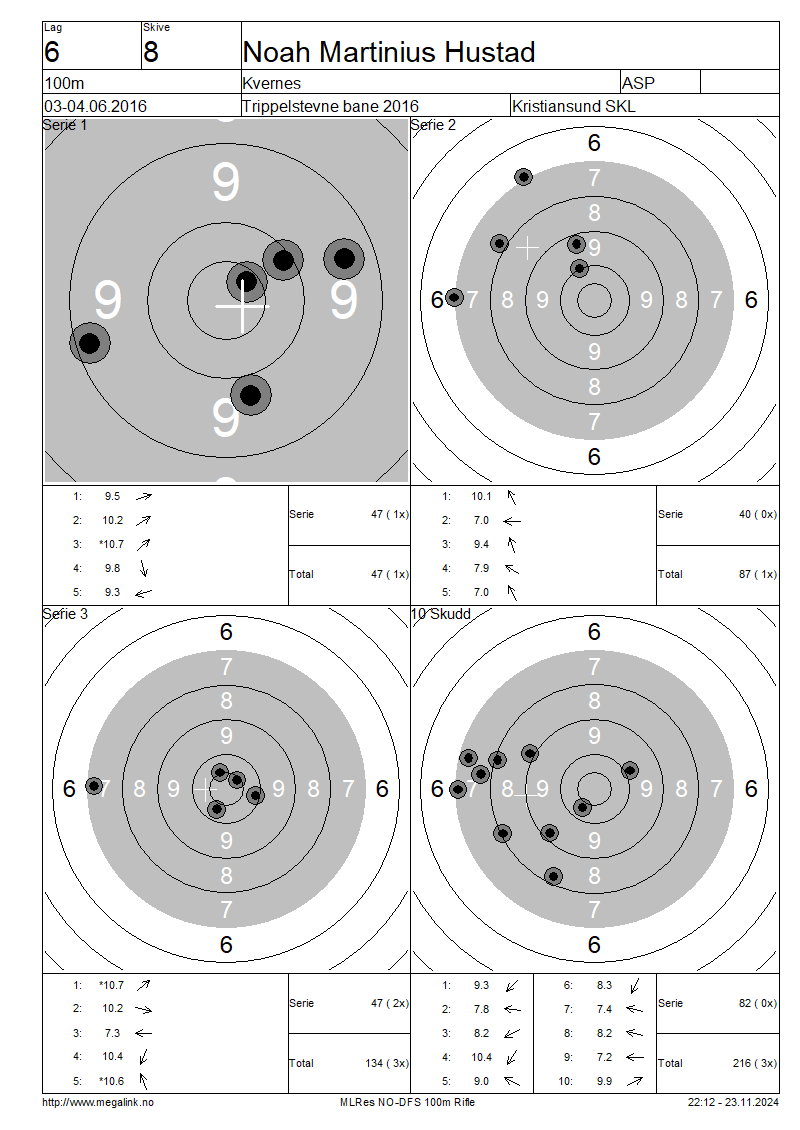 Lag
6
Skive
8
Noah Martinius Hustad
100m
Kvernes
ASP
03-04.06.2016
Trippelstevne bane 2016
Kristiansund SKL
Serie 1
9
9 9
9
Serie 2
6
7
8
9
6 7 8 9 9 8 7 6
9
8
7
6
1: 9.5
2: 10.2
3: *10.7
4: 9.8
5: 9.3
Serie 47 ( 1x)
Total 47 ( 1x)
1: 10.1
2: 7.0
3: 9.4
4: 7.9
5: 7.0
Serie 40 ( 0x)
Total 87 ( 1x)
Serie 3
6
7
8
9
6 7 8 9 9 8 7 6
9
8
7
6
10 Skudd
6
7
8
9
6 7 8 9 9 8 7 6
9
8
7
6
1: *10.7
2: 10.2
3: 7.3
4: 10.4
5: *10.6
Serie 47 ( 2x)
Total 134 ( 3x)
1: 9.3
2: 7.8
3: 8.2
4: 10.4
5: 9.0
6: 8.3
7: 7.4
8: 8.2
9: 7.2
10: 9.9
Serie 82 ( 0x)
Total 216 ( 3x)
http://www.megalink.no
MLRes NO-DFS 100m Rifle
22:12 - 23.11.2024